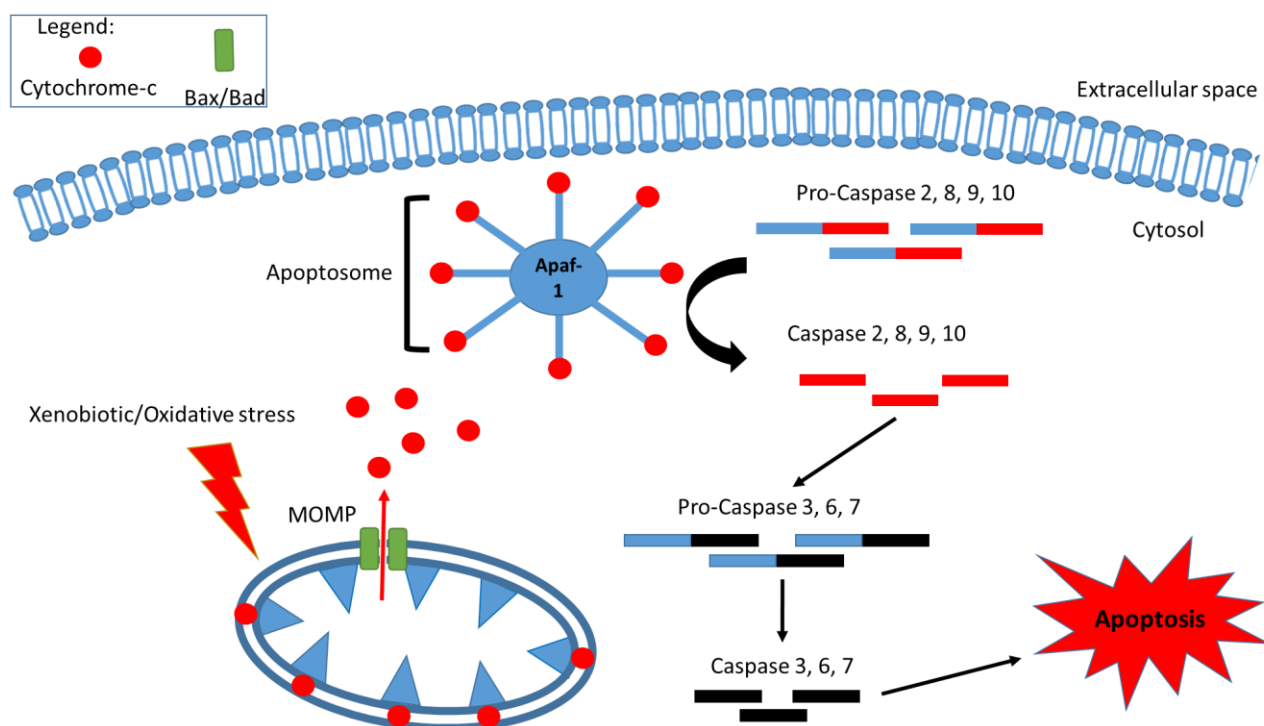 Legend:
Cytochrome-c
Bax/Bad
Extracellular space
Pro-Caspase 2, 8, 9, 10
Cytosol
Apoptosome
Apaf-
1
Caspase 2, 8, 9, 10
Xenobiotic/Oxidative stress
MOMP
Pro-Caspase 3, 6, 7
Apoptosis
Caspase 3, 6, 7